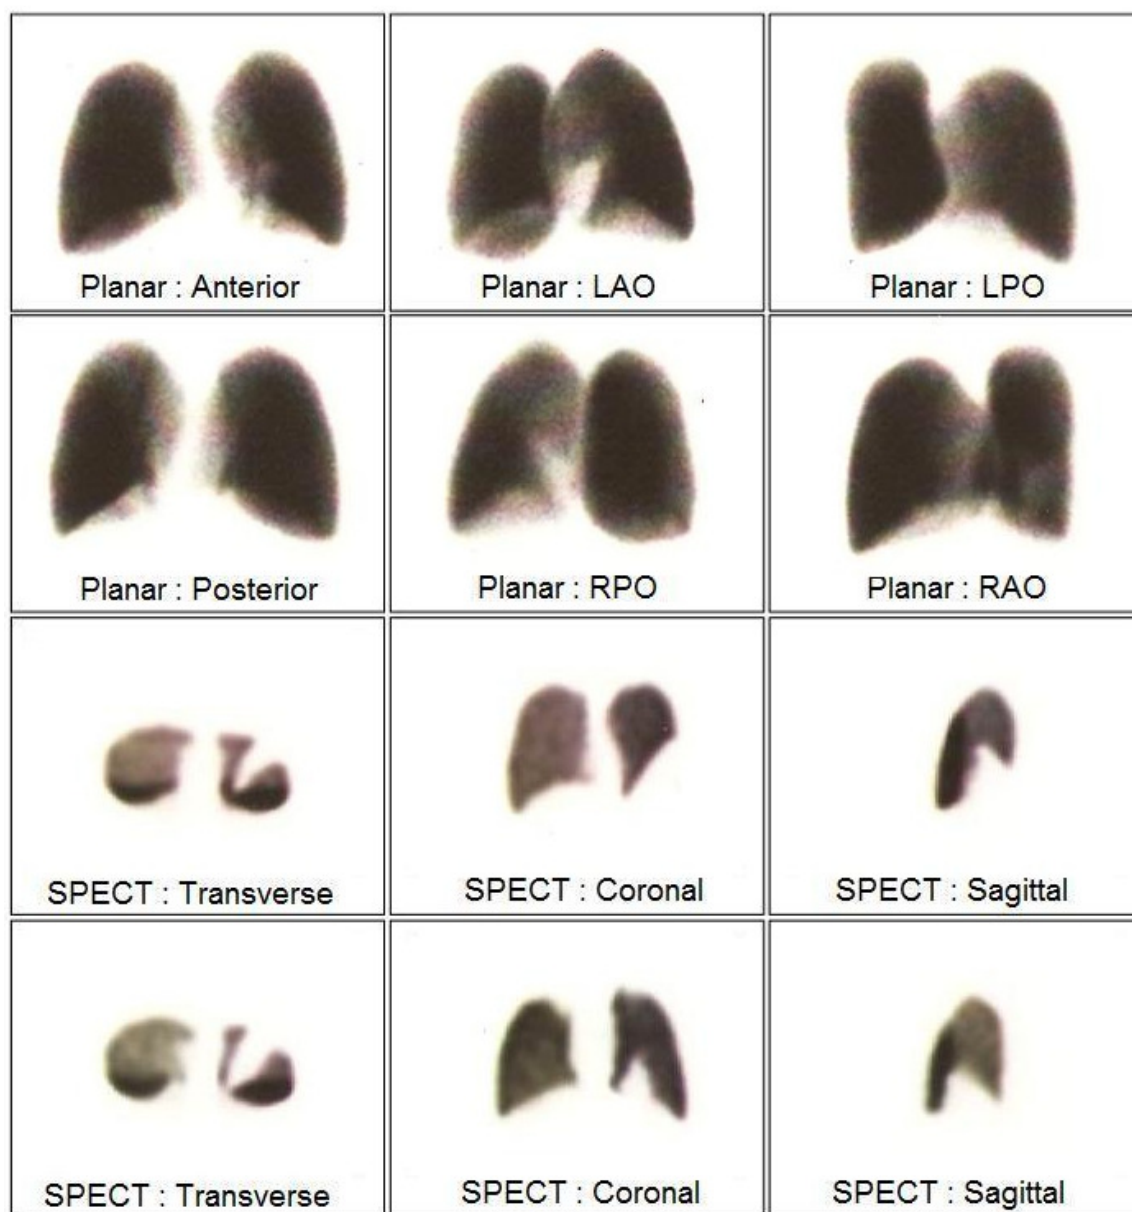 Planar : Anterior
Planar : LAO
Planar : LPO
Planar : Posterior
Planar : RPO
Planar : RAO
SPECT : Transverse
SPECT : Coronal
SPECT : Sagittal
SPECT : Transverse
SPECT : Coronal
SPECT : Sagittal